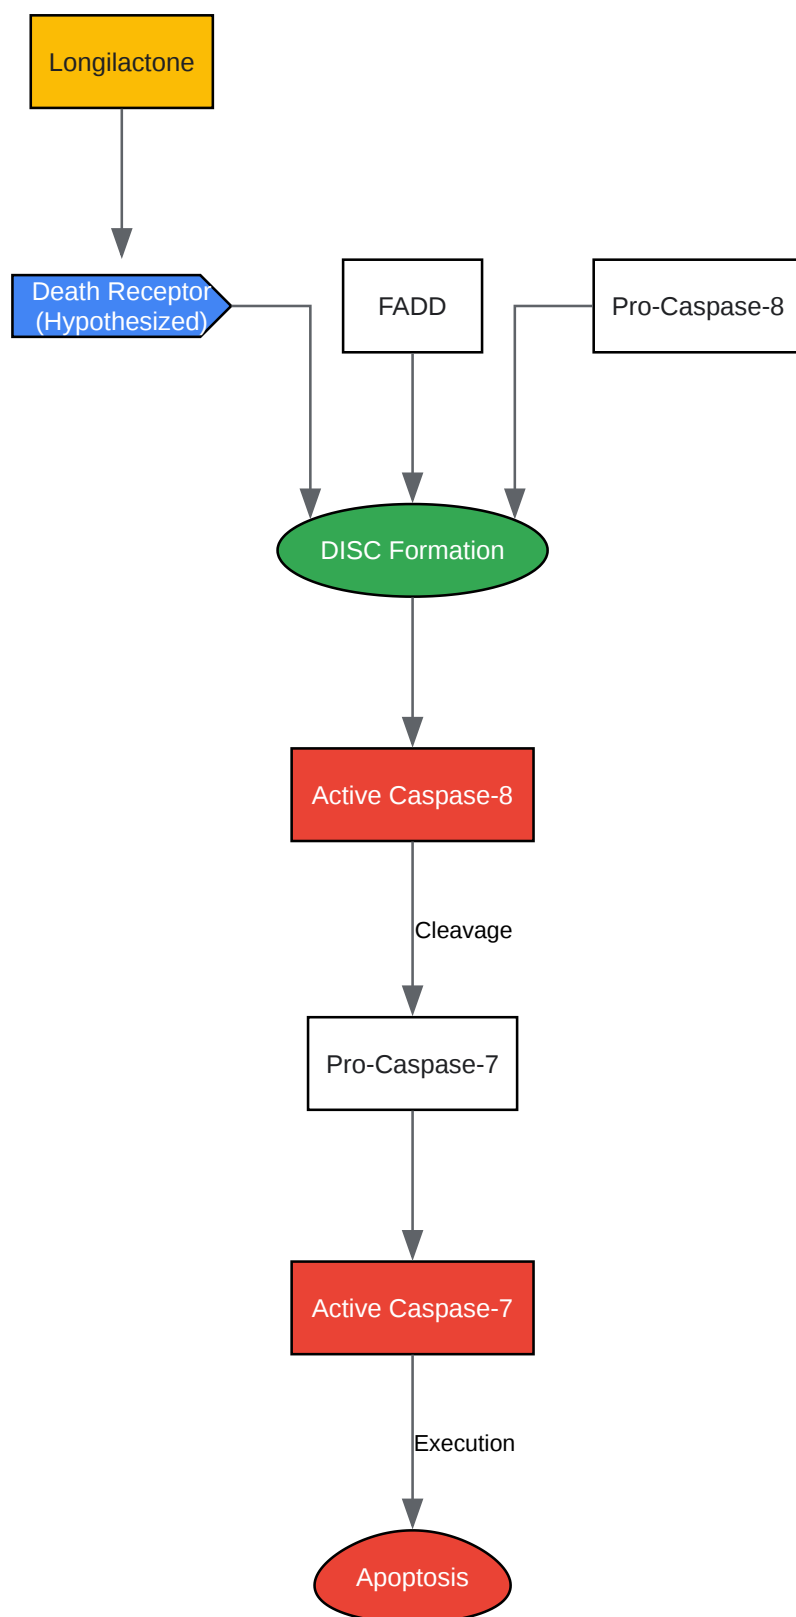 Longilactone
Death Receptor
(Hypothesized)
FADD
Pro-Caspase-8
DISC Formation
Active Caspase-8
Cleavage
Pro-Caspase-7
Active Caspase-7
Execution
Apoptosis